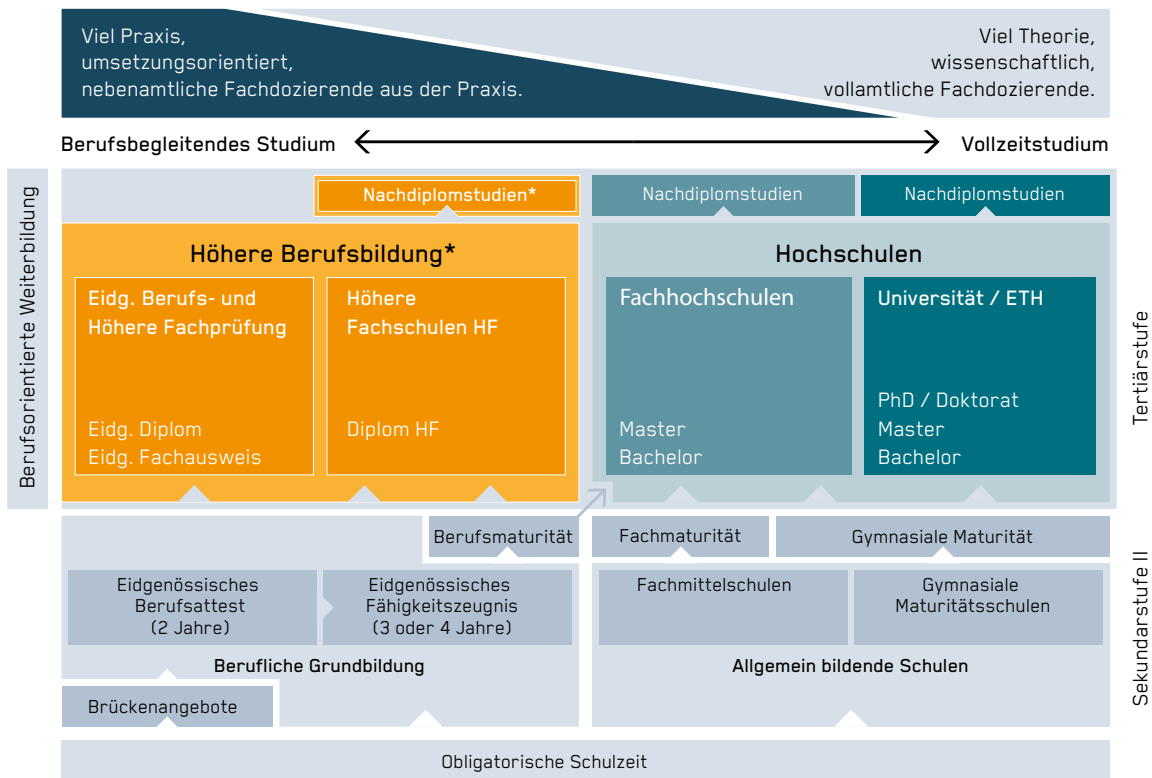 Viel Praxis,
umsetzungsorientiert,
nebenamtliche Fachdozierende aus der Praxis.
Viel Theorie,
wissenschaftlich,
vollamtliche Fachdozierende.
Berufsbegleitendes Studium
Vollzeitstudium
Berufsorientierte Weiterbildung
Nachdiplomstudien*
Nachdiplomstudien
Nachdiplomstudien
Höhere Berufsbildung*
Hochschulen
Eidg. Berufs- und
Höhere Fachprüfung
Eidg. Diplom
Eidg. Fachausweis
Höhere
Fachschulen HF
Diplom HF
Fachhochschulen
Master
Bachelor
Universität / ETH
PhD / Doktorat
Master
Bachelor
Tertiärstufe
Berufsmaturität
Fachmaturität
Gymnasiale Maturität
Eidgenössisches
Berufsattest
(2 Jahre)
Eidgenössisches
Fähigkeitszeugnis
(3 oder 4 Jahre)
Fachmittelschulen
Gymnasiale
Maturitätsschulen
Berufliche Grundbildung
Allgemein bildende Schulen
Sekundarstufe II
Brückenangebote
Obligatorische Schulzeit